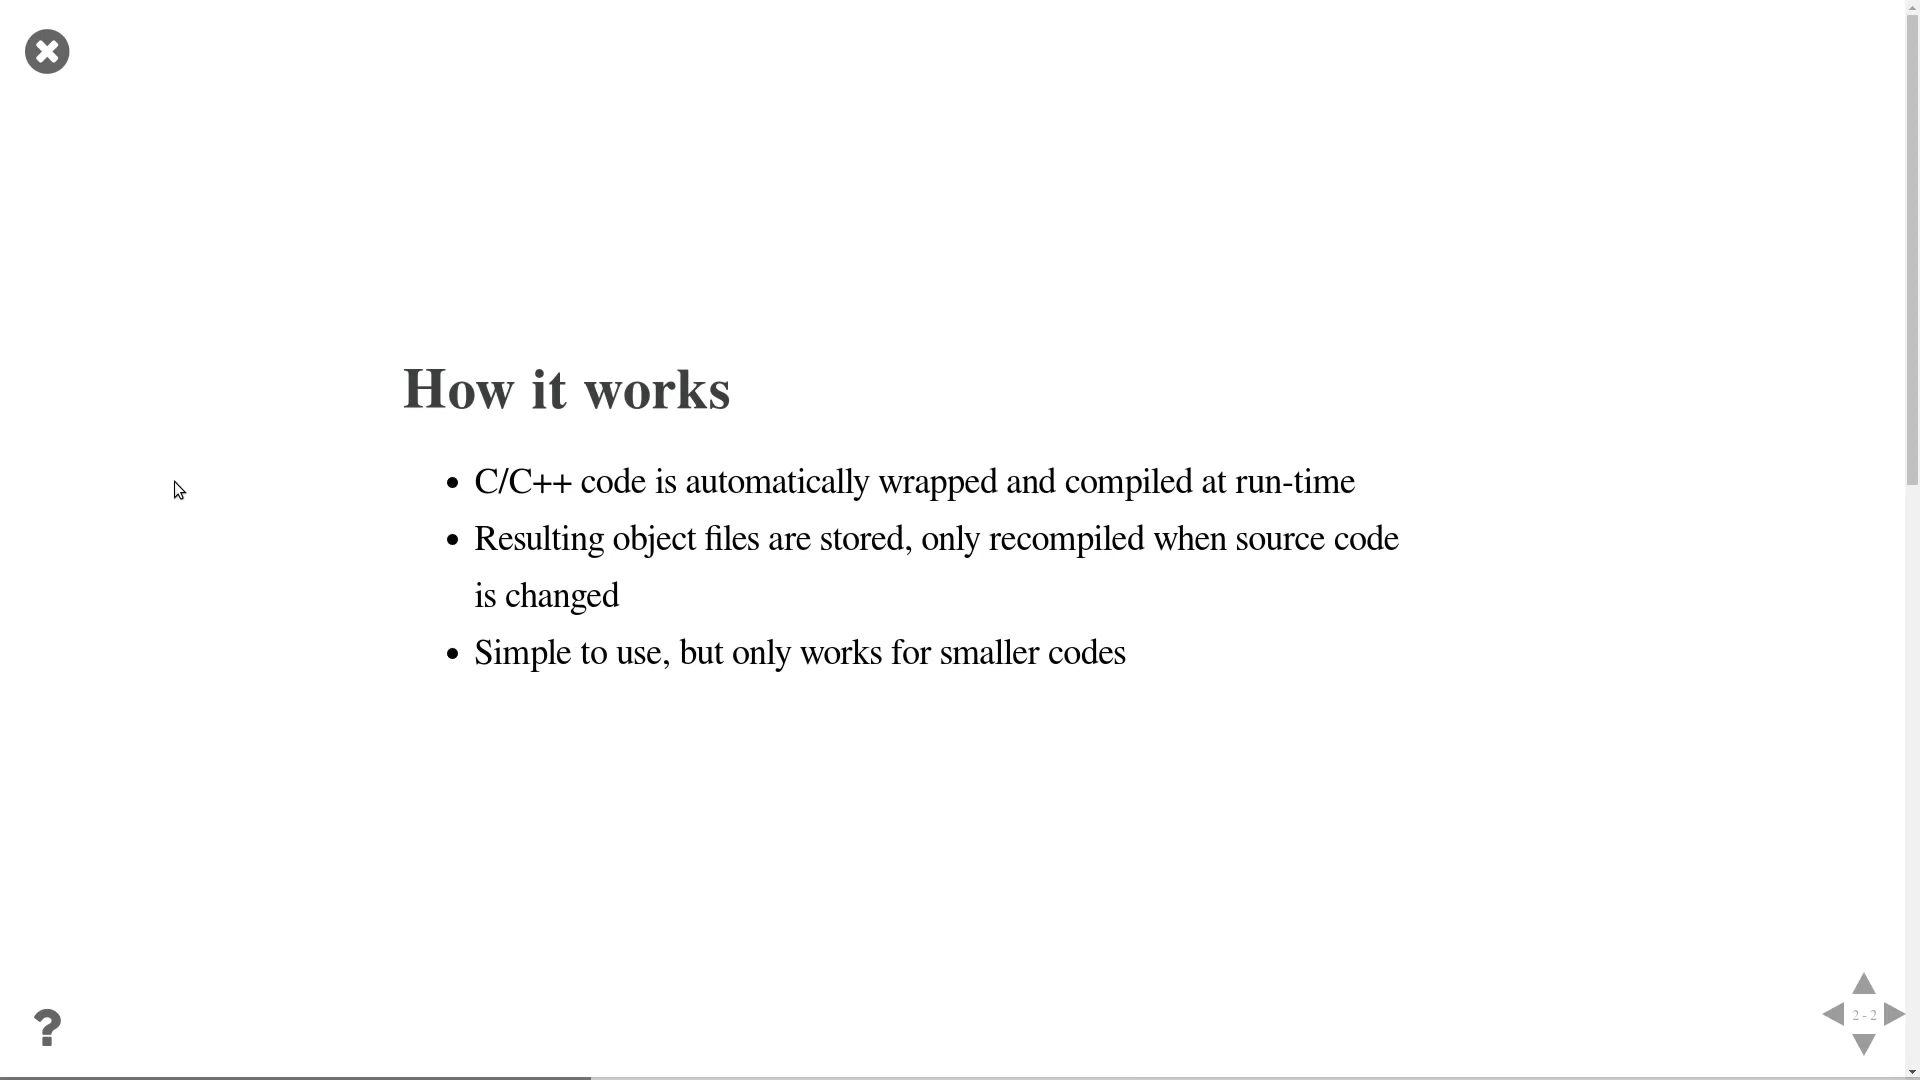 How it works
• C/C++ code is automatically wrapped and compiled at run-time
• Resulting object files are stored, only recompiled when source code
is changed
• Simple to use, but only works for smaller codes
?
2 - 2